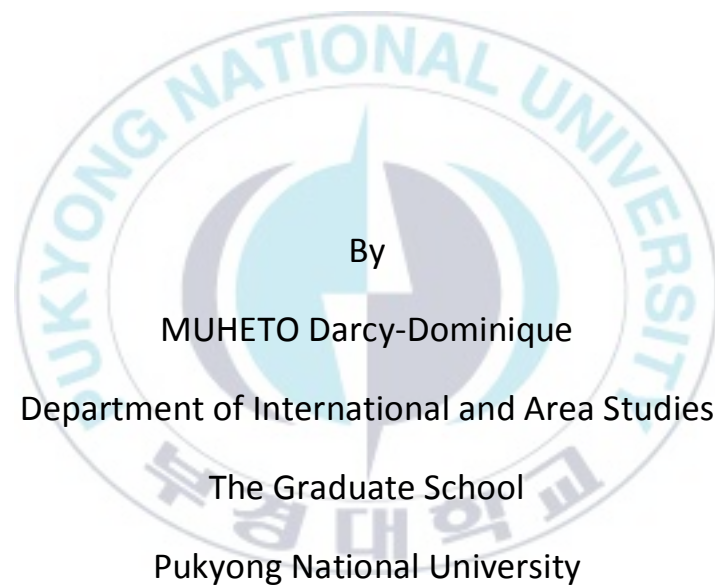 PUKYONG NATIONAL UNIVERSITY
By
MUHETO Darcy-Dominique
Department of International and Area Studies
The Graduate School
Pukyong National University
부경대학교